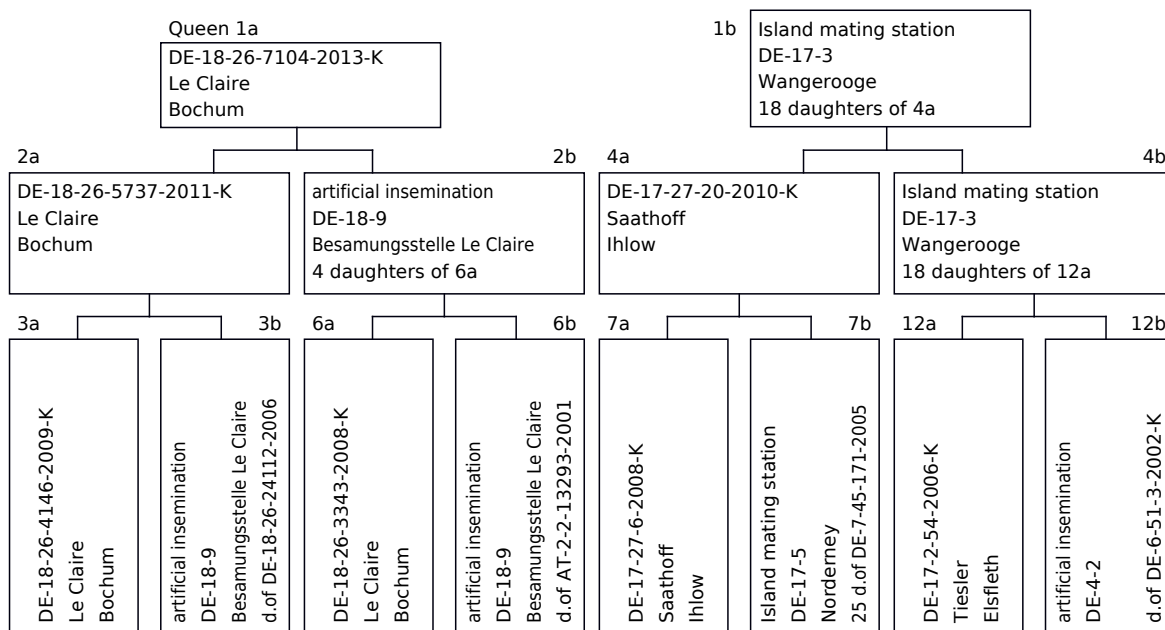 Queen 1a
DE-18-26-7104-2013-K
Le Claire
Bochum
1b
Island mating station
DE-17-3
Wangerooge
18 daughters of 4a
2a
DE-18-26-5737-2011-K
Le Claire
Bochum
2b
artificial insemination
DE-18-9
Besamungsstelle Le Claire
4 daughters of 6a
4a
DE-17-27-20-2010-K
Saathoff
Ihlow
4b
Island mating station
DE-17-3
Wangerooge
18 daughters of 12a
3a
DE-18-26-4146-2009-K
Le Claire
Bochum
3b
artificial insemination
DE-18-9
Besamungsstelle Le Claire
d.of DE-18-26-24112-2006
6a
DE-18-26-3343-2008-K
Le Claire
Bochum
6b
artificial insemination
DE-18-9
Besamungsstelle Le Claire
d.of AT-2-2-13293-2001
7a
DE-17-27-6-2008-K
Saathoff
Ihlow
7b
Island mating station
DE-17-5
Norderney
25 d.of DE-7-45-171-2005
12a
DE-17-2-54-2006-K
Tiesler
Elsfleth
12b
artificial insemination
DE-4-2
d.of DE-6-51-3-2002-K